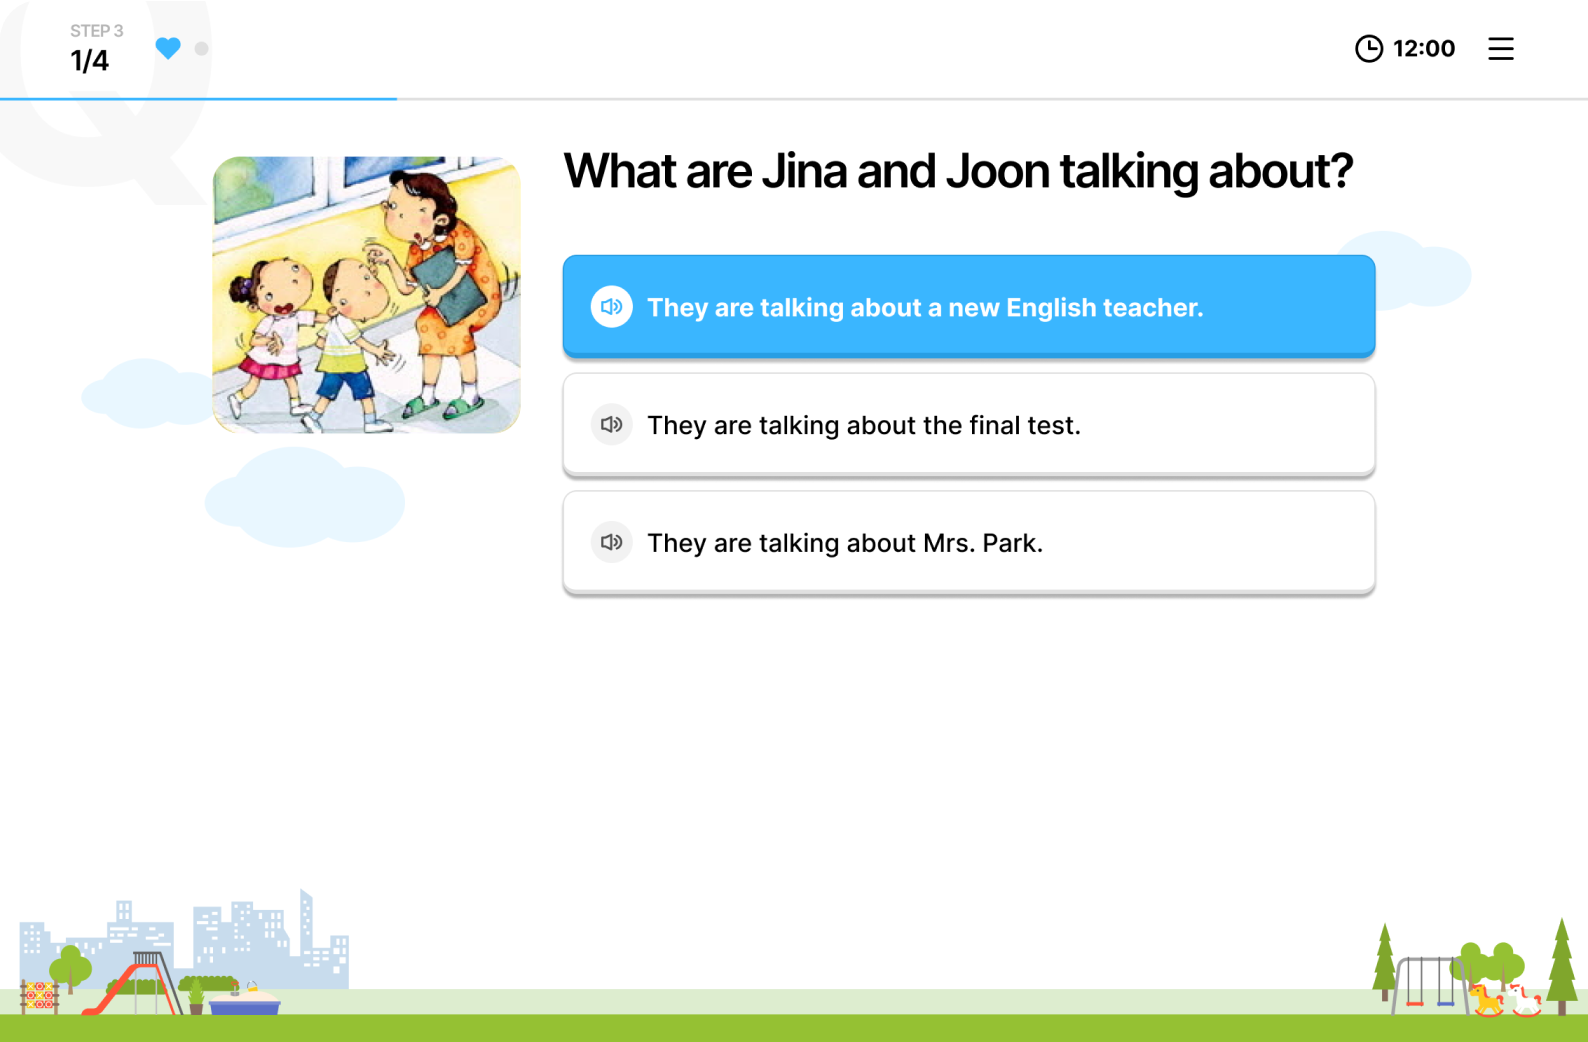 STEP 3
1/4
12:00
What are Jina and Joon talking about?
They are talking about a new English teacher.
They are talking about the final test.
They are talking about Mrs. Park.